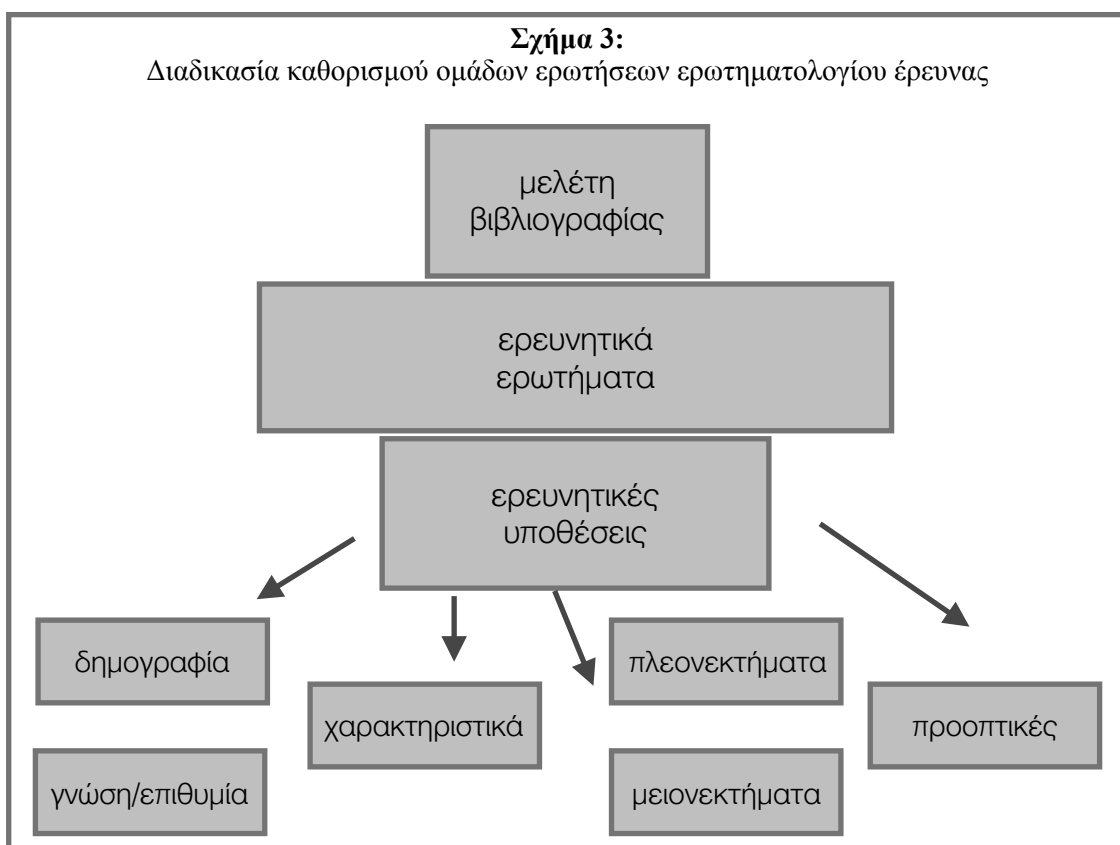 Σχήμα 3:
Διαδικασία καθορισμού ομάδων ερωτήσεων ερωτηματολογίου έρευνας
μελέτη
βιβλιογραφίας
ερευνητικά
ερωτήματα
ερευνητικές
υποθέσεις
δημογραφία
γνώση/επιθυμία
χαρακτηριστικά
πλεονεκτήματα
μειονεκτήματα
προοπτικές